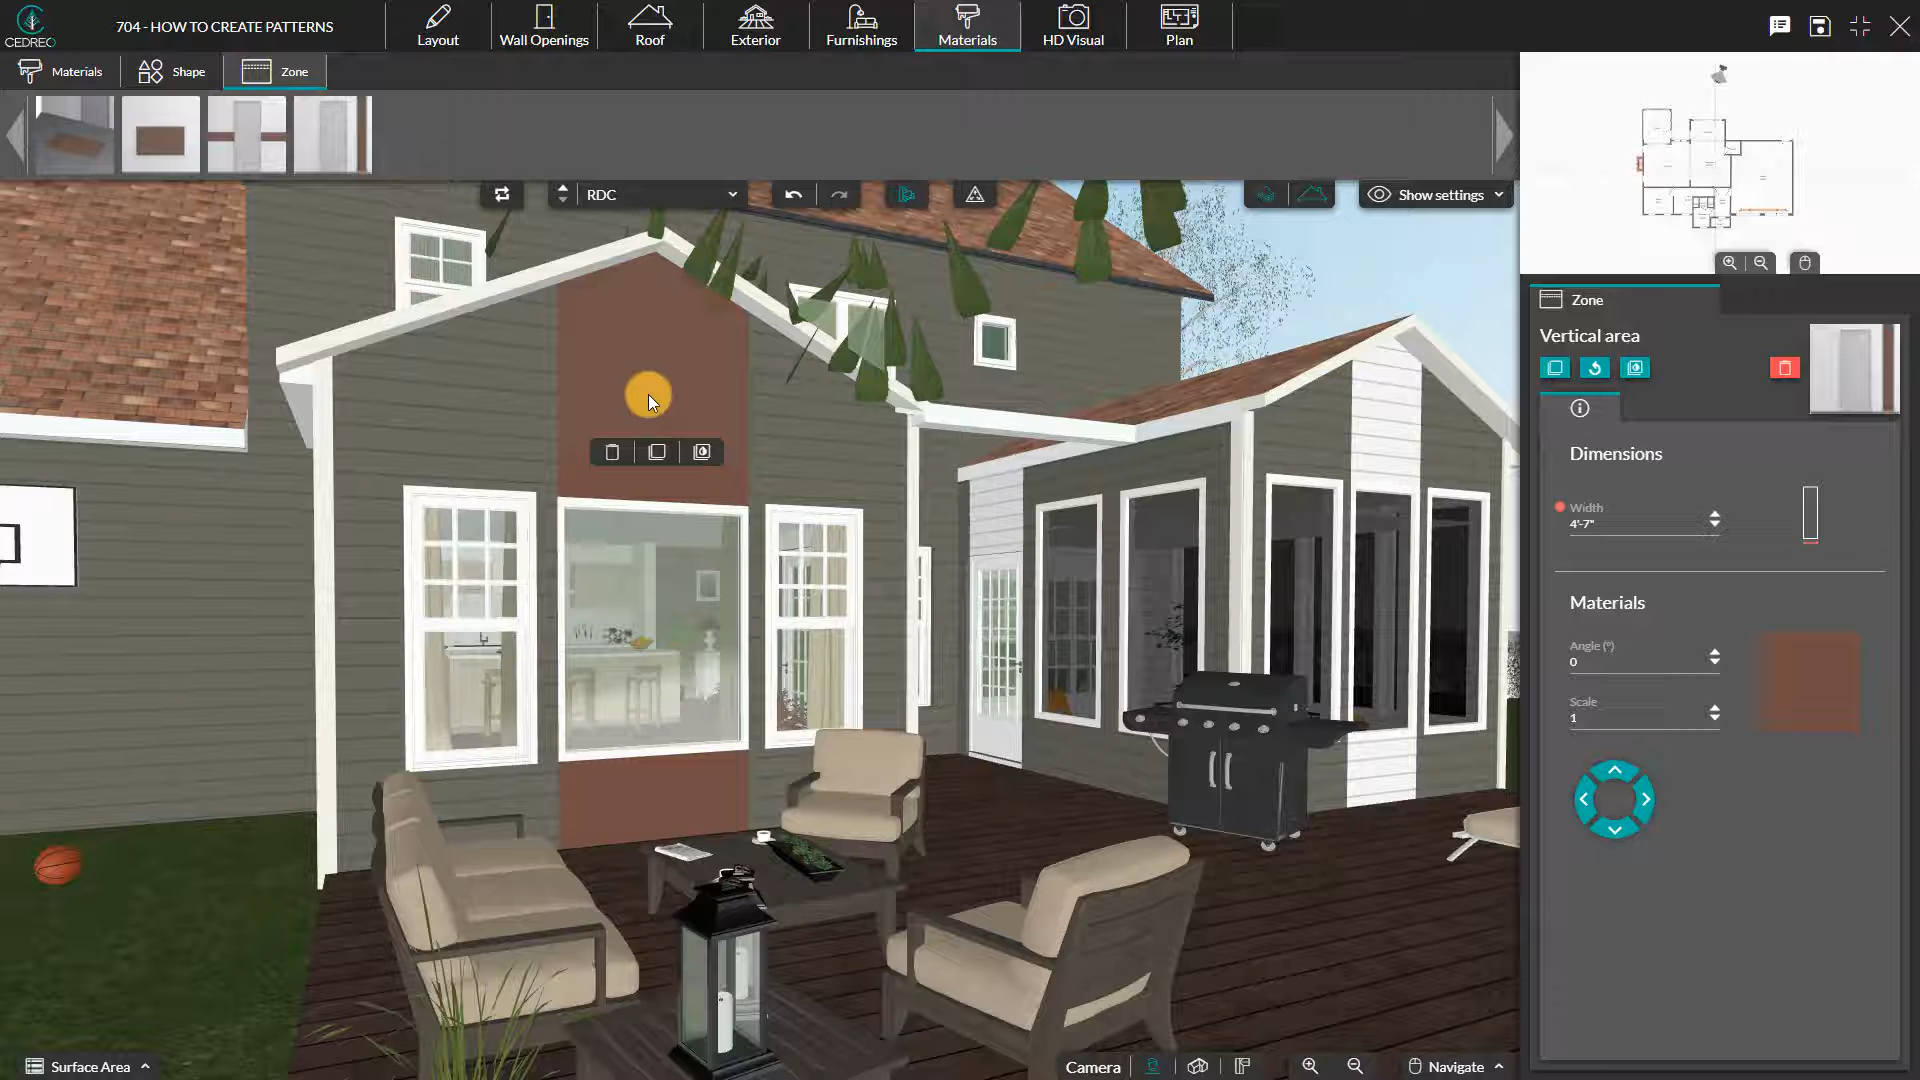 CEDREO
704 - HOW TO CREATE PATTERNS
Layout
Wall Openings
Roof
Exterior
Furnishings
Materials
HD Visual
Plan
Materials
Shape
Zone
RDC
Show settings
Zone
Vertical area
Dimensions
Width
4'-7"
Materials
Angle (°)
0
Scale
1
Surface Area
Camera
Navigate